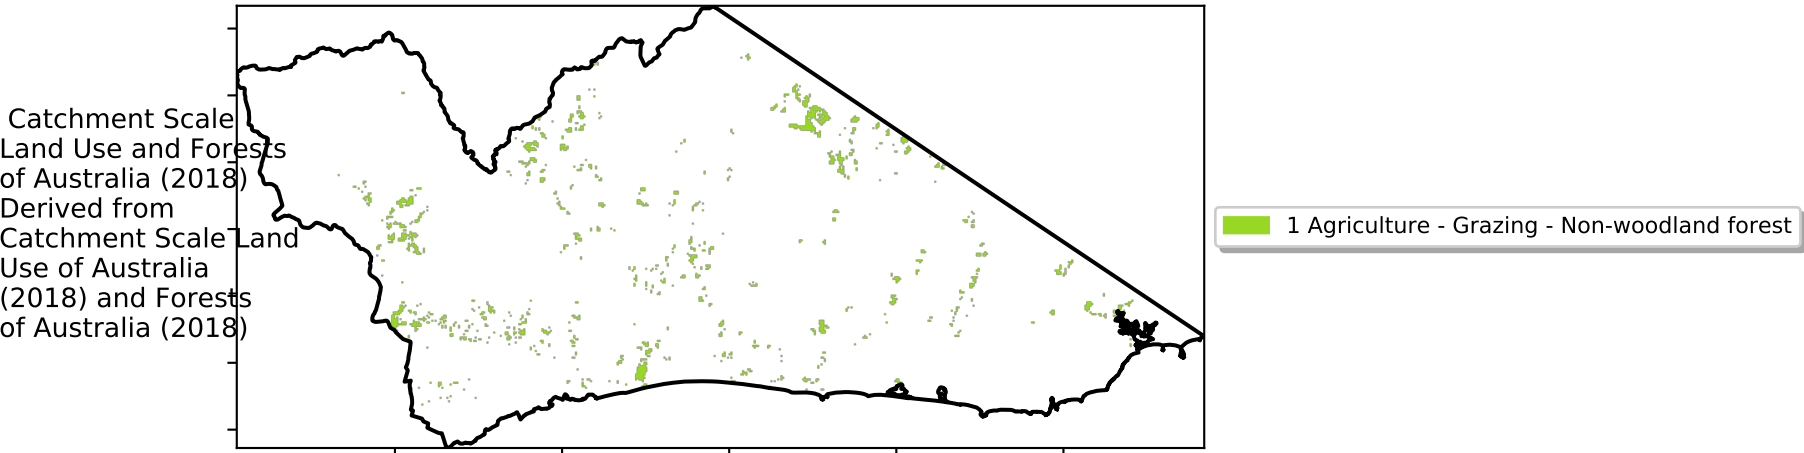 Catchment Scale
Land Use and Forests
of Australia (2018)
Derived from
Catchment Scale Land
Use of Australia
(2018) and Forests
of Australia (2018)
1 Agriculture - Grazing - Non-woodland forest